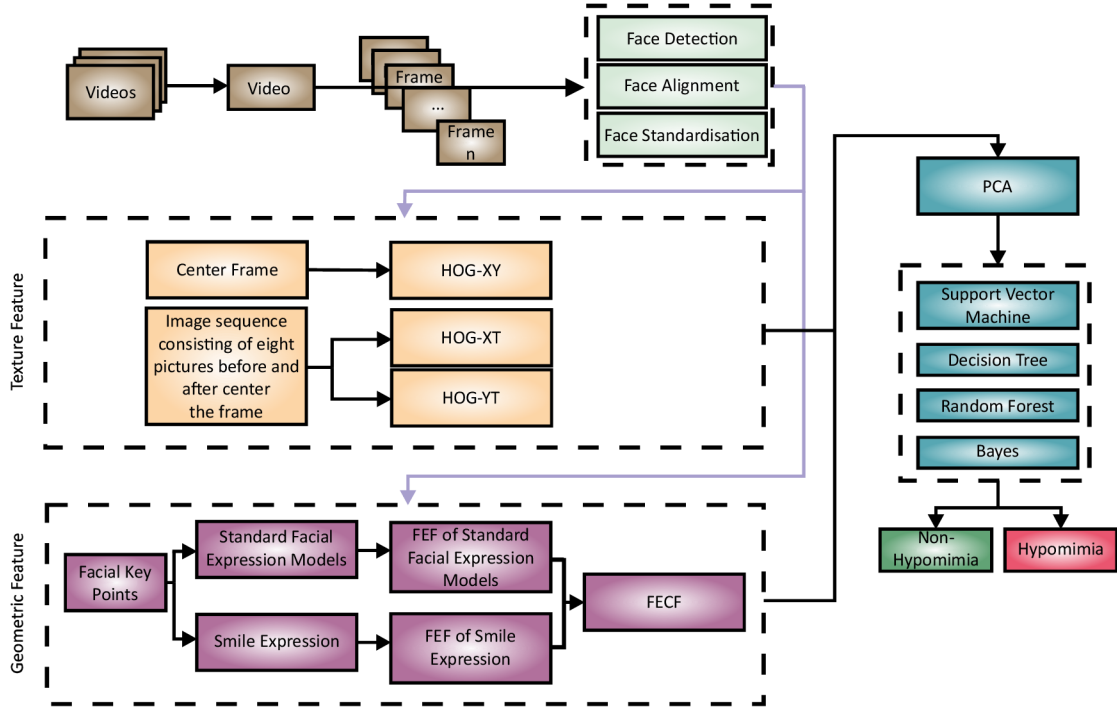 Videos
Video
Frame
...
Frame
n
Face Detection
Face Alignment
Face Standardisation
PCA
Support Vector
Machine
Decision Tree
Random Forest
Bayes
Non-
Hypomimia
Hypomimia
Texture Feature
Center Frame
HOG-XY
Image sequence
consisting of eight
pictures before and
after center
the frame
HOG-XT
HOG-YT
Geometric Feature
Facial Key
Points
Standard Facial
Expression Models
FEF of Standard
Facial Expression
Models
Smile Expression
FEF of Smile
Expression
FECF